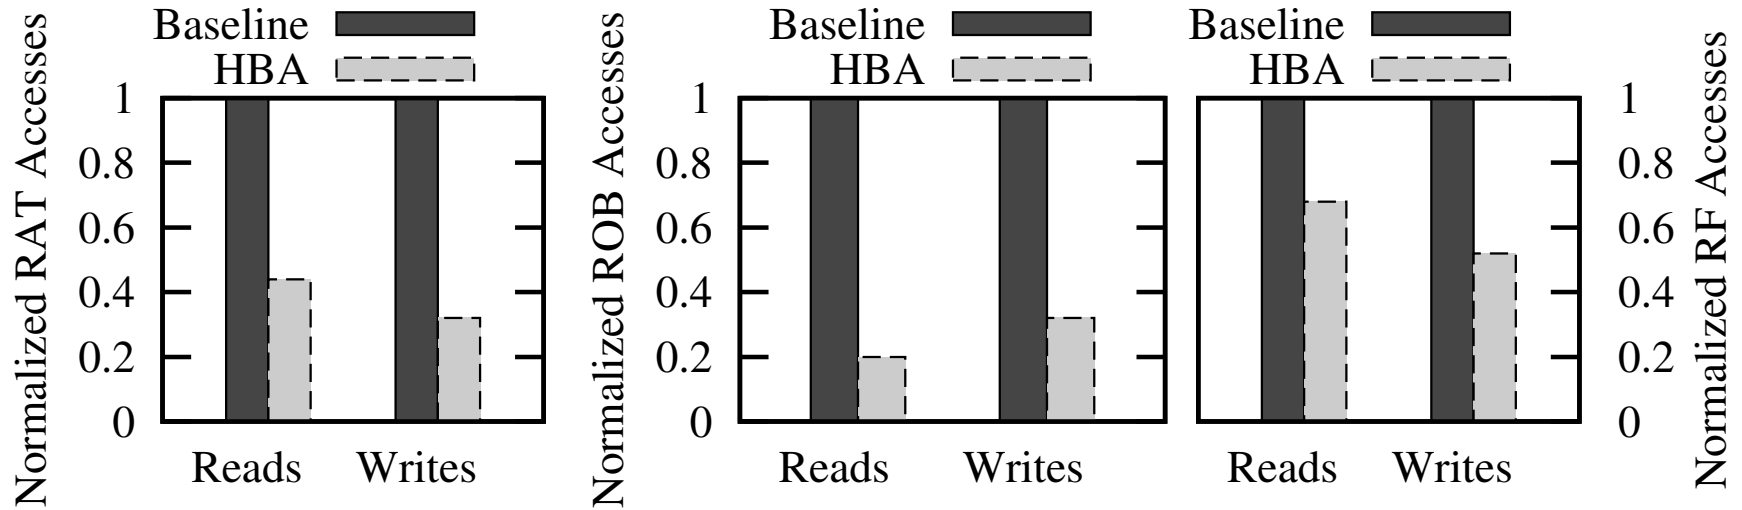 Normalized RAT Accesses
Baseline
HBA
1
0.8
0.6
0.4
0.2
0
Reads Writes
Normalized ROB Accesses
Baseline
HBA
1
0.8
0.6
0.4
0.2
0
Reads Writes
Baseline
HBA
1
0.8
0.6
0.4
0.2
0
Reads Writes
Normalized RF Accesses